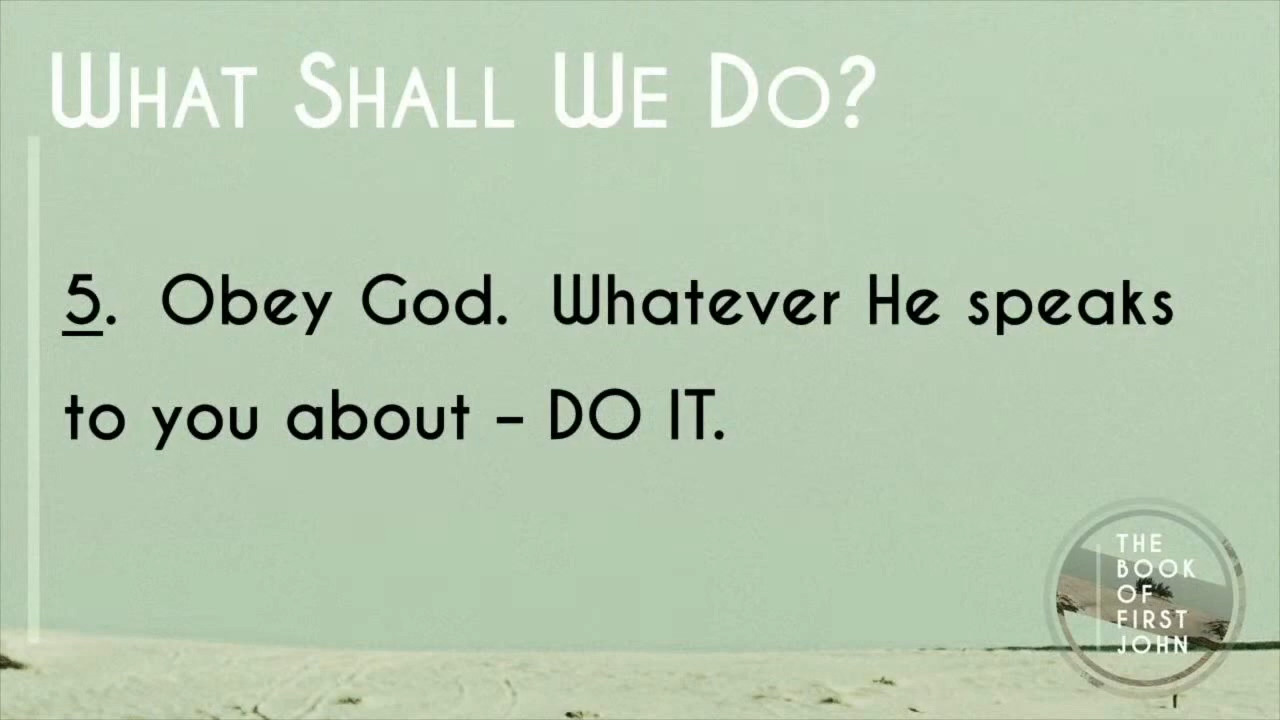 WHAT SHALL WE DO?
5. Obey God. Whatever He speaks
to you about – DO IT.
THE
BOOK
OF
FIRST
JOHN